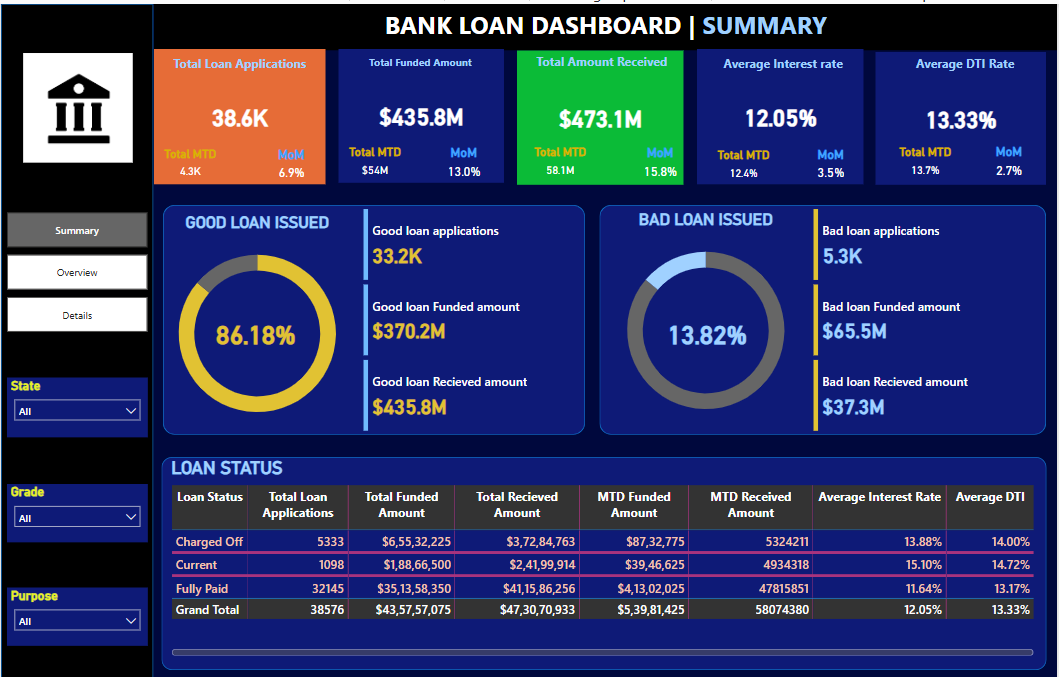 BANK LOAN DASHBOARD | SUMMARY
Total Loan Applications
38.6K
Total MTD
MoM
4.3K
6.9%
Total Funded Amount
$435.8M
Total MTD
MoM
$54M
13.0%
Total Amount Received
$473.1M
Total MTD
MoM
58.1M
15.8%
Average Interest rate
12.05%
Total MTD
MoM
12.4%
3.5%
Average DTI Rate
13.33%
Total MTD
MoM
13.7%
2.7%
Summary
Overview
Details
State
All
Grade
All
Purpose
All
GOOD LOAN ISSUED
86.18%
Good loan applications
33.2K
Good loan Funded amount
$370.2M
Good loan Recieved amount
$435.8M
BAD LOAN ISSUED
13.82%
Bad loan applications
5.3K
Bad loan Funded amount
$65.5M
Bad loan Recieved amount
$37.3M
LOAN STATUS
Loan Status Total Loan Applications Total Funded Amount Total Recieved Amount MTD Funded Amount MTD Received Amount Average Interest Rate Average DTI
Charged Off 5333 $6,55,32,225 $3,72,84,763 $87,32,775 5324211 13.88% 14.00%
Current 1098 $1,88,66,500 $2,41,99,914 $39,46,625 4934318 15.10% 14.72%
Fully Paid 32145 $35,13,58,350 $41,15,86,256 $4,13,02,025 47815851 11.64% 13.17%
Grand Total 38576 $43,57,57,075 $47,30,70,933 $5,39,81,425 58074380 12.05% 13.33%